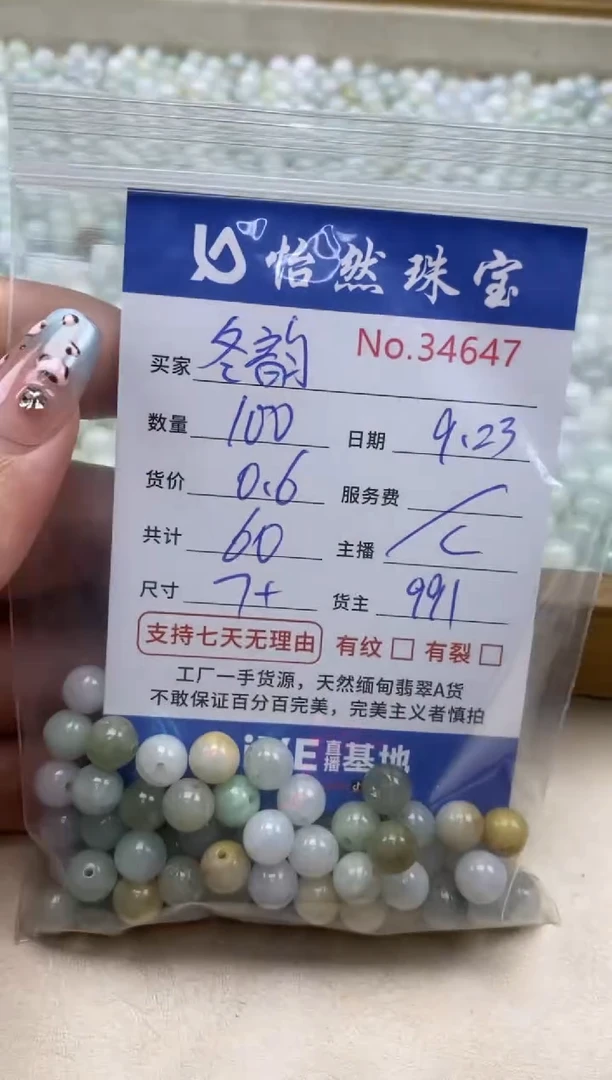 怡然珠宝
No.34647
买家 冬韵
数量 100 日期 9.23
货价 0.6 服务费 /
共计 60 主播 C
尺寸 7+ 货主 991
支持七天无理由 有纹 □ 有裂 □
工厂一手货源，天然缅甸翡翠A货
不敢保证百分百完美，完美主义者慎拍
直播基地